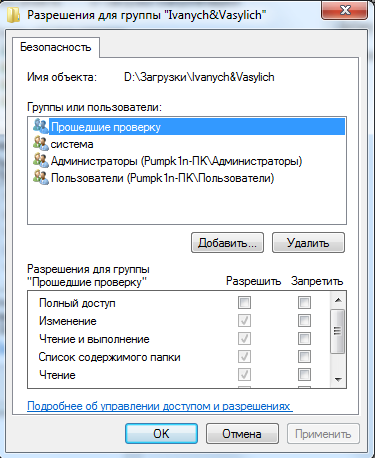 Разрешения для группы "Ivanych&Vasylich"
Безопасность
Имя объекта: D:\Загрузки\Ivanych&Vasylich
Группы или пользователи:
Прошедшие проверку
система
Администраторы (Pumpk1n-ПК\Администраторы)
Пользователи (Pumpk1n-ПК\Пользователи)
Добавить... Удалить
Разрешения для группы
"Прошедшие проверку" Разрешить Запретить
Полный доступ
Изменение
Чтение и выполнение
Список содержимого папки
Чтение
Подробнее об управлении доступом и разрешениях
OK Отмена Применить